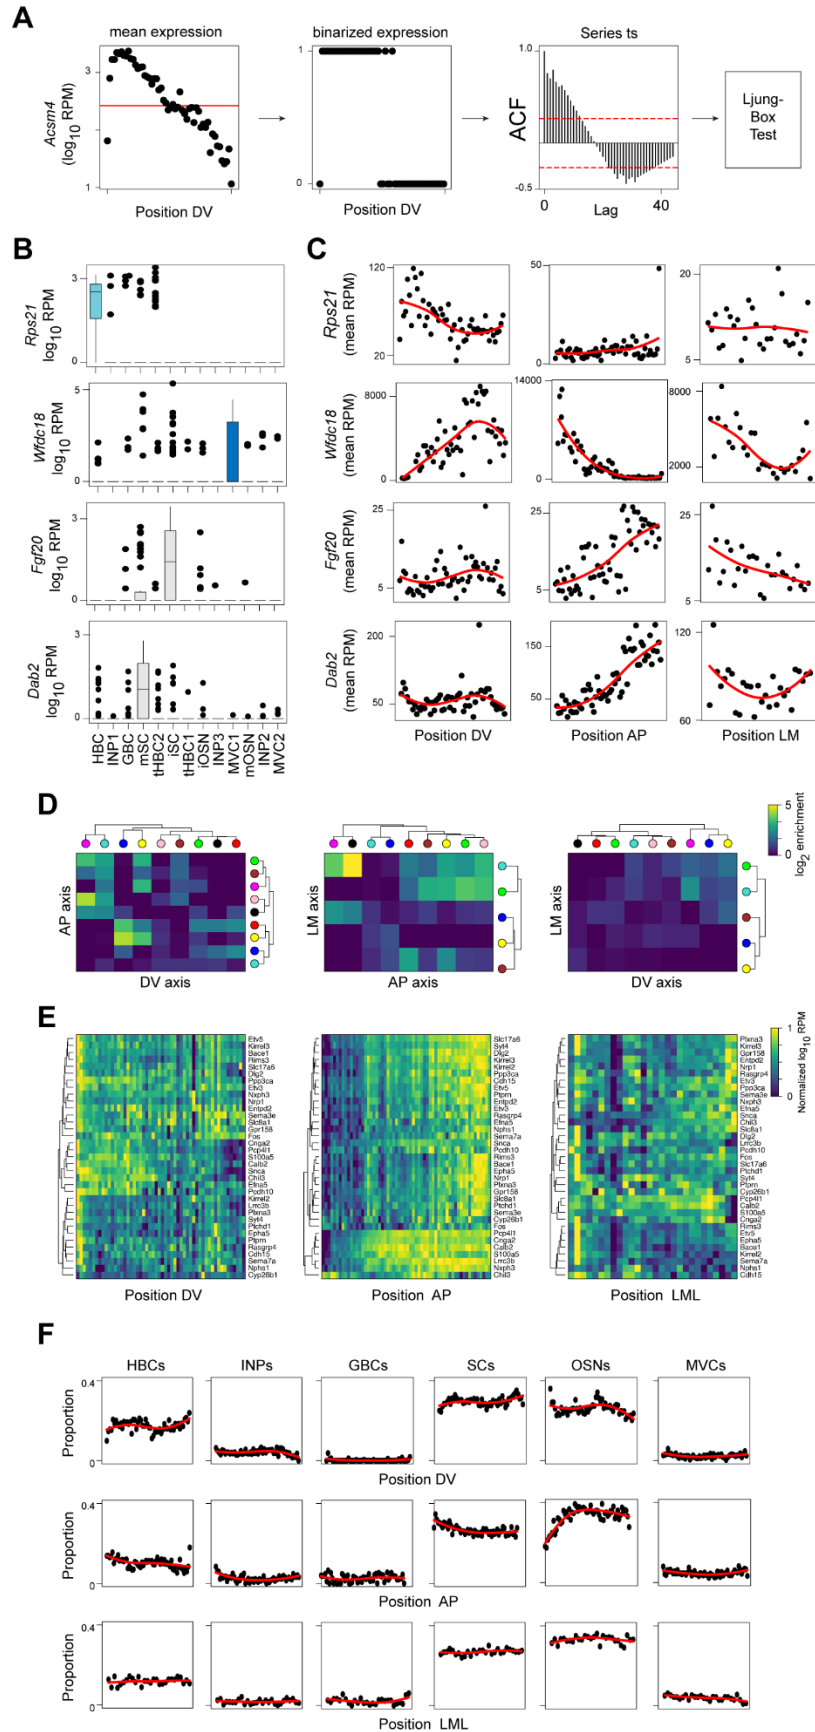 A
mean expression
binarized expression
Series ts
Acsm4
(log10 RPM)
3
1
Position DV
1
0
Position DV
ACF
1.0
-0.5
0
40
Lag
Ljung-
Box
Test
B
Rps21
log10 RPM
3
0
Wfdc18
log10 RPM
5
0
Fgf20
log10 RPM
3
0
Dab2
log10 RPM
3
0
HBC
INP1
GBC
mSC
tHBC2
iSC
tHBC1
iOSN
INP3
MVC1
mOSN
INP2
MVC2
C
Rps21
(mean RPM)
120
20
50
0
20
5
Wfdc18
(mean RPM)
8000
0
14000
0
8000
2000
Fgf20
(mean RPM)
25
5
25
5
25
5
Dab2
(mean RPM)
200
50
150
50
120
60
Position DV
Position AP
Position LM
D
AP axis
DV axis
LM axis
AP axis
LM axis
DV axis
5
0
log2 enrichment
E
Etv5
Kirrel3
Bace1
Rims3
Slc17a6
Dlg2
Ppp3ca
Etv3
Nxph3
Nrp1
Entpd2
Sema3e
Slc8a1
Gpr158
Fos
Cnga2
Pcp4l1
S100a5
Calb2
Snca
Chil3
Efna5
Pcdh10
Kirrel2
Lrrc3b
Plxna3
Syt4
Ptchd1
Epha5
Ptprn
Rasgrp4
Cdh15
Sema7a
Nphs1
Cyp26b1
Position DV
Slc17a6
Syt4
Dlg2
Kirrel2
Ppp3ca
Cdh15
Etv5
Ptprn
Entpd2
Etv3
Rasgrp4
Efna5
Nphs1
Sema7a
Snca
Pcdh10
Rims3
Bace1
Epha5
Nrp1
Plxna3
Gpr158
Slc8a1
Ptchd1
Sema3e
Cyp26b1
Fos
Pcp4l1
Cnga2
Calb2
S100a5
Lrrc3b
Nxph3
Chil3
Position AP
Plxna3
Kirrel3
Gpr158
Entpd2
Nrp1
Rasgrp4
Etv3
Ppp3ca
Sema3e
Nxph3
Efna5
Snca
Chil3
Slc8a1
Dlg2
Lrrc3b
Pcdh10
Fos
Slc17a6
Ptchd1
Syt4
Ptprn
Cyp26b1
Pcp4l1
Calb2
S100a5
Cnga2
Rims3
Etv5
Epha5
Bace1
Kirrel2
Sema7a
Nphs1
Cdh15
Position LML
1
0
Normalized log10 RPM
F
HBCs
INPs
GBCs
SCs
OSNs
MVCs
Proportion
0.4
0
Position DV
Proportion
0.4
0
Position AP
Proportion
0.4
0
Position LML